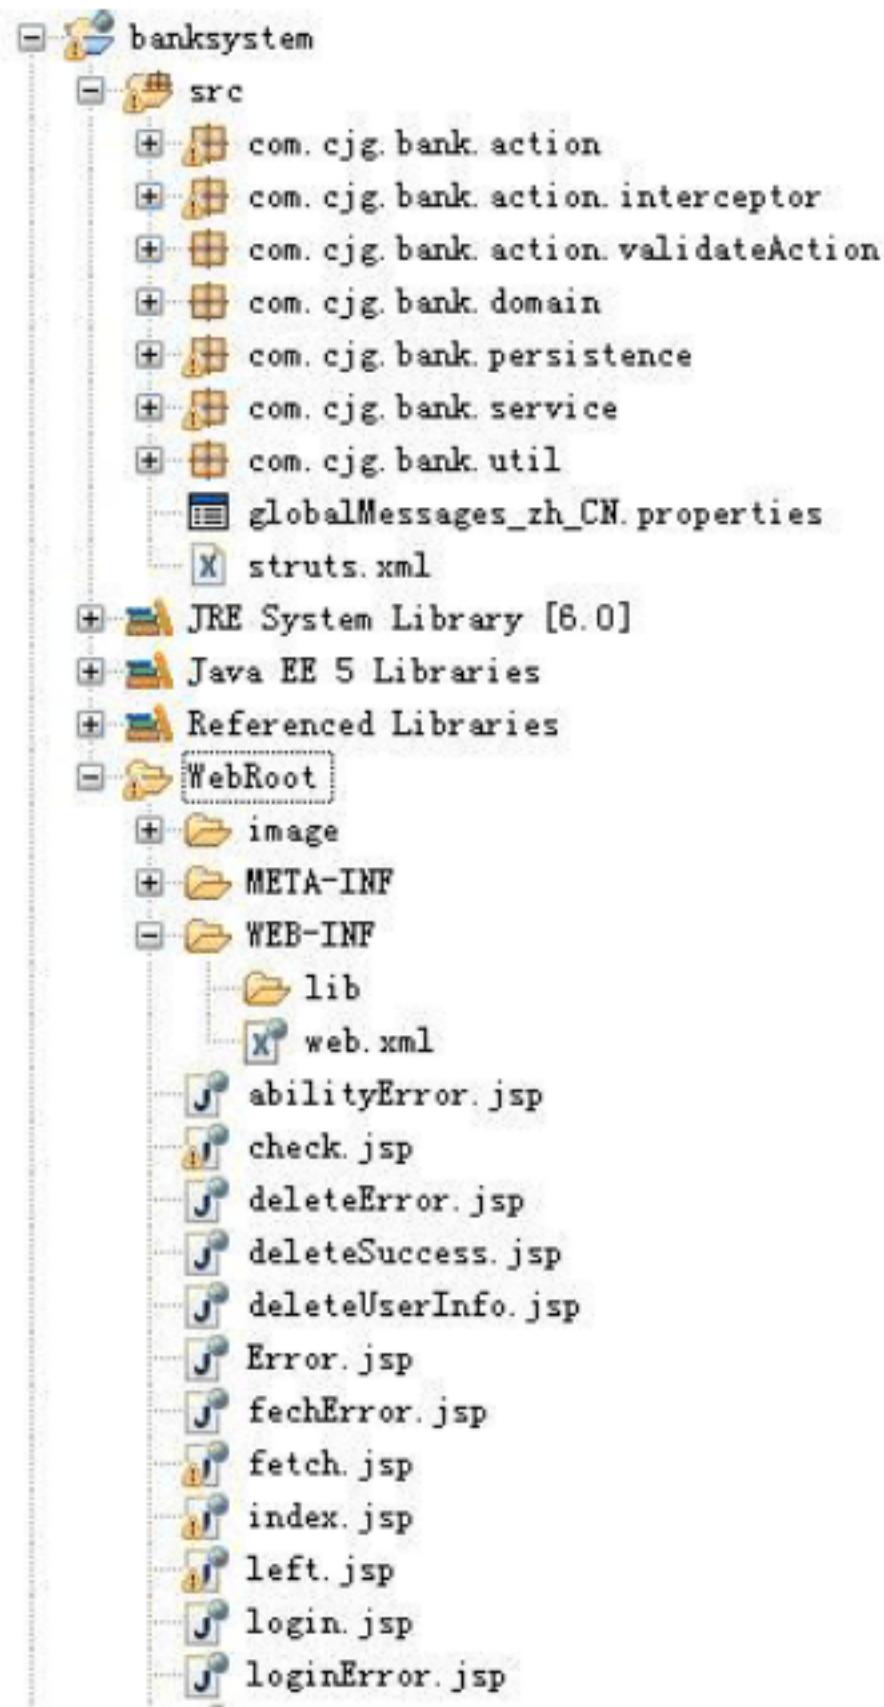 banksystem
src
com.cjg.bank.action
com.cjg.bank.action.interceptor
com.cjg.bank.action.validateAction
com.cjg.bank.domain
com.cjg.bank.persistence
com.cjg.bank.service
com.cjg.bank.util
globalMessages_zh_CN.properties
struts.xml
JRE System Library [6.0]
Java EE 5 Libraries
Referenced Libraries
WebRoot
image
META-INF
WEB-INF
lib
web.xml
abilityError.jsp
check.jsp
deleteError.jsp
deleteSuccess.jsp
deleteUserInfo.jsp
Error.jsp
fechError.jsp
fetch.jsp
index.jsp
left.jsp
login.jsp
loginError.jsp